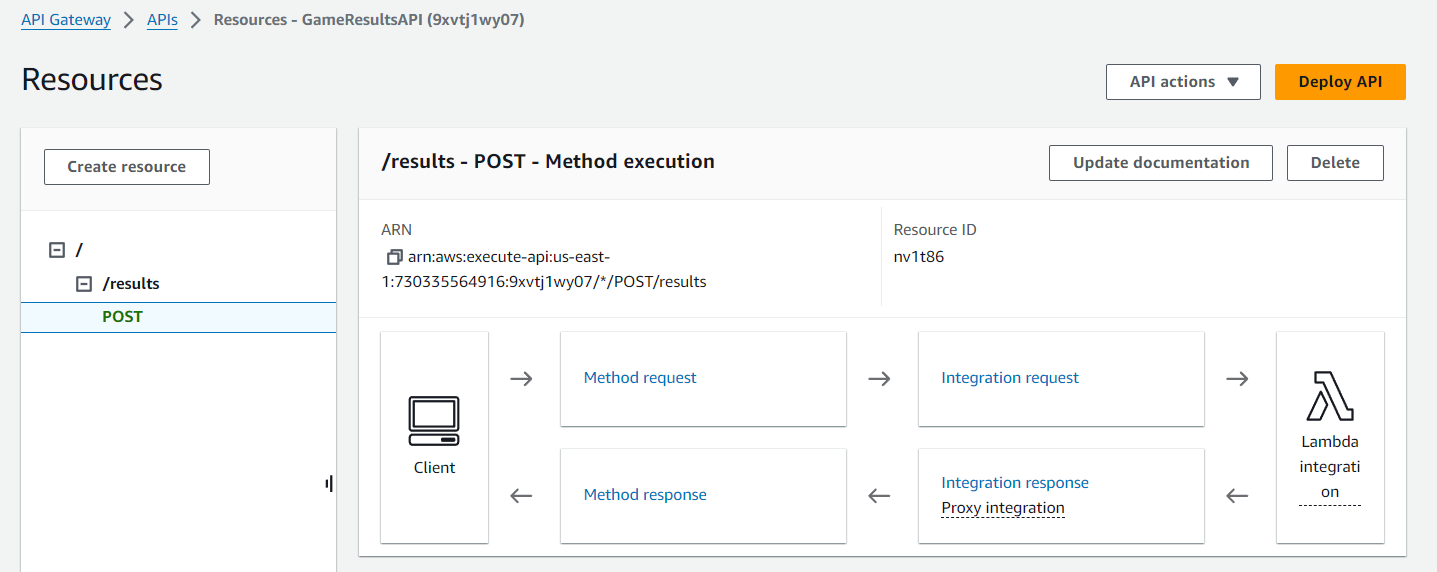 API Gateway > APIs > Resources - GameResultsAPI (9xvtj1wy07)
Resources
API actions ▼
Deploy API
Create resource
/
/results
POST
/results - POST - Method execution
Update documentation
Delete
ARN
arn:aws:execute-api:us-east-
1:730335564916:9xvtj1wy07/*/POST/results
Resource ID
nv1t86
Client
Method request
Integration request
Lambda
integrati
on
Method response
Integration response
Proxy integration